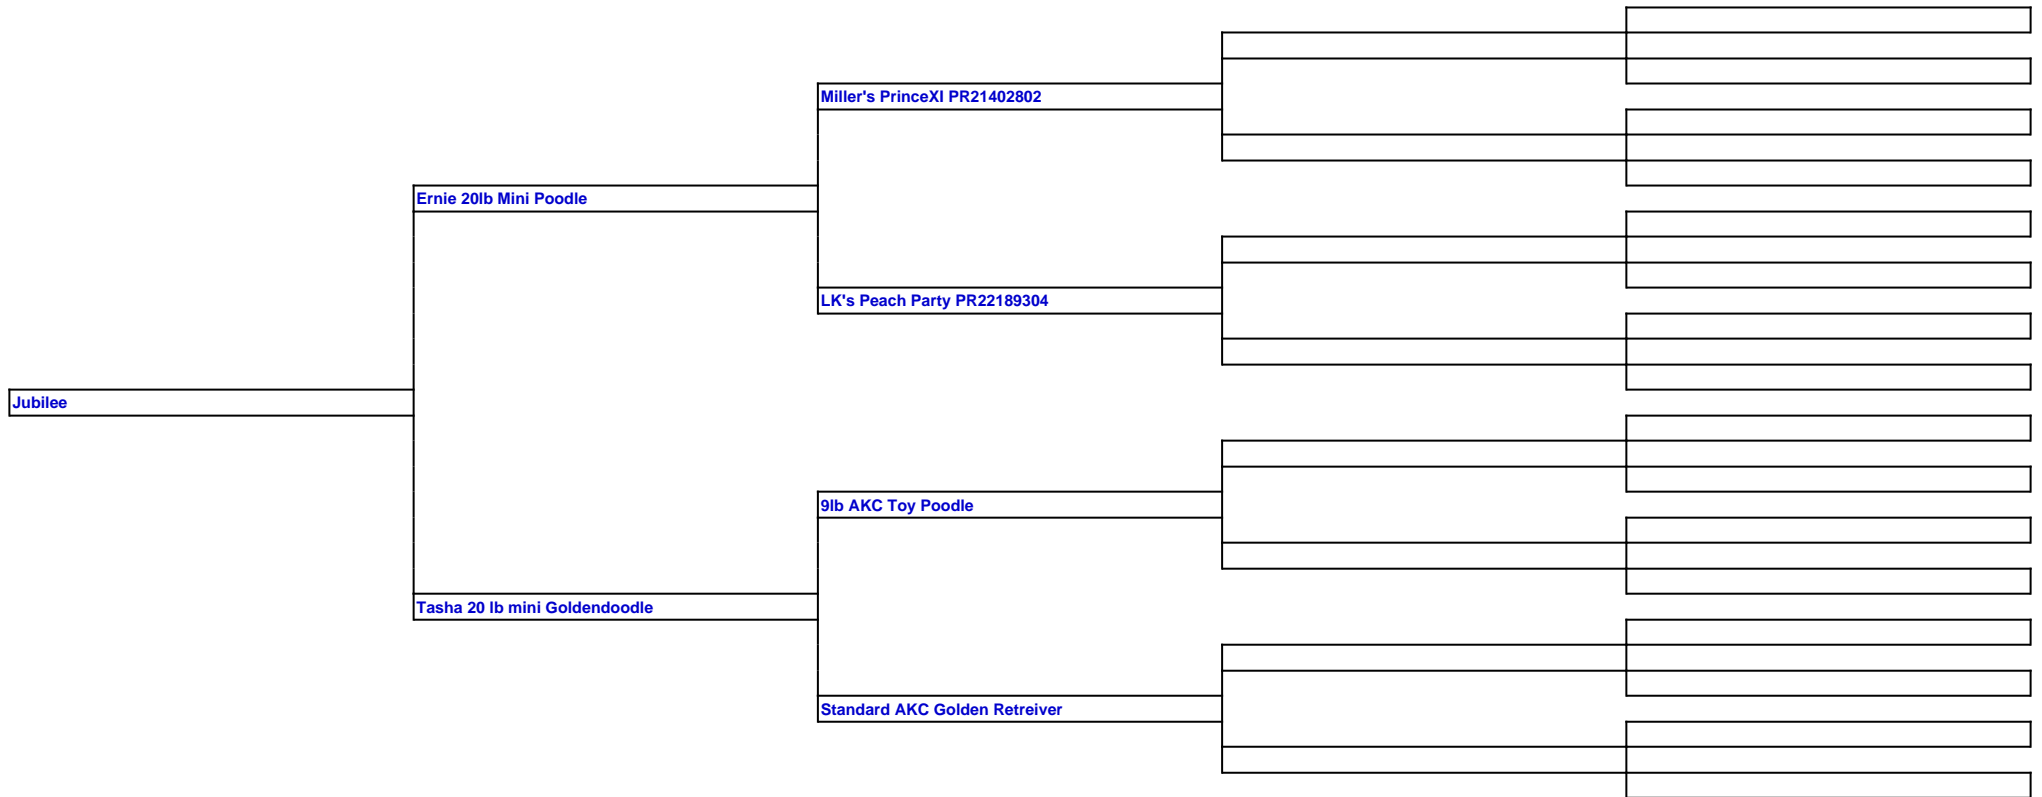 Miller's PrinceXI PR21402802
Ernie 20lb Mini Poodle
LK's Peach Party PR22189304
Jubilee
9lb AKC Toy Poodle
Tasha 20 lb mini Goldendoodle
Standard AKC Golden Retreiver